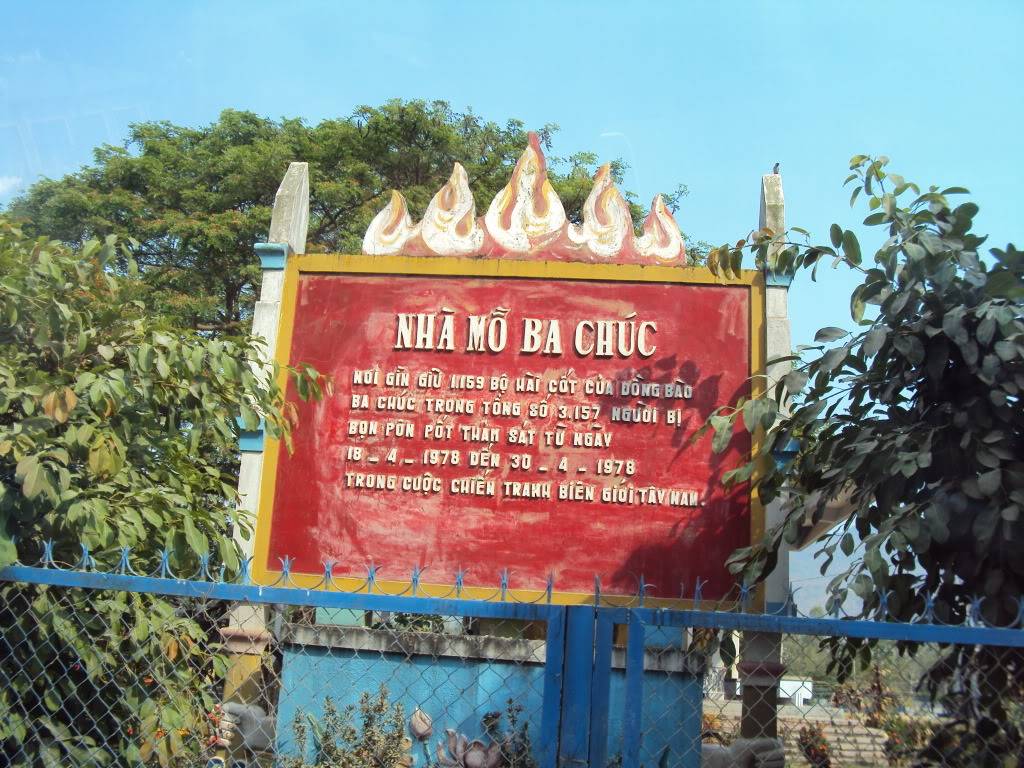 NHÀ MỒ BA CHÚC
NƠI GÌN GIỮ 1.159 BỘ HÀI CỐT CỦA ĐỒNG BÀO
BA CHÚC TRONG TỔNG SỐ 3.157 NGƯỜI BỊ
BỌN PÔN PỐT THÀM SÁT TỪ NGÀY
18 - 4 - 1978 ĐẾN 30 - 4 - 1978
TRONG CUỘC CHIẾN TRANH BIÊN GIỚI TÂY NAM.